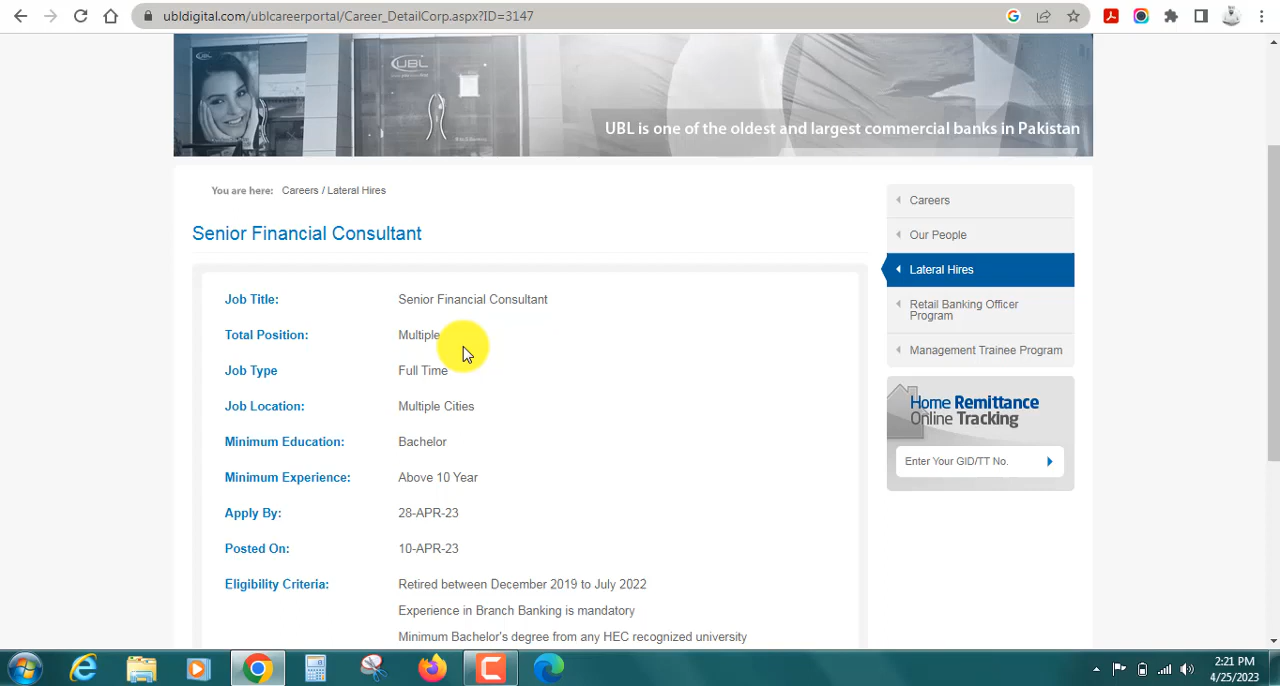 ubldigital.com/ublcareerportal/Career_DetailCorp.aspx?ID=3147
UBL
UBL is one of the oldest and largest commercial banks in Pakistan
You are here: Careers / Lateral Hires
Senior Financial Consultant
Job Title: Senior Financial Consultant
Total Position: Multiple
Job Type Full Time
Job Location: Multiple Cities
Minimum Education: Bachelor
Minimum Experience: Above 10 Year
Apply By: 28-APR-23
Posted On: 10-APR-23
Eligibility Criteria: Retired between December 2019 to July 2022
Experience in Branch Banking is mandatory
Minimum Bachelor's degree from any HEC recognized university
Careers
Our People
Lateral Hires
Retail Banking Officer
Program
Management Trainee Program
Home Remittance
Online Tracking
Enter Your GID/TT No.
2:21 PM
4/25/2023